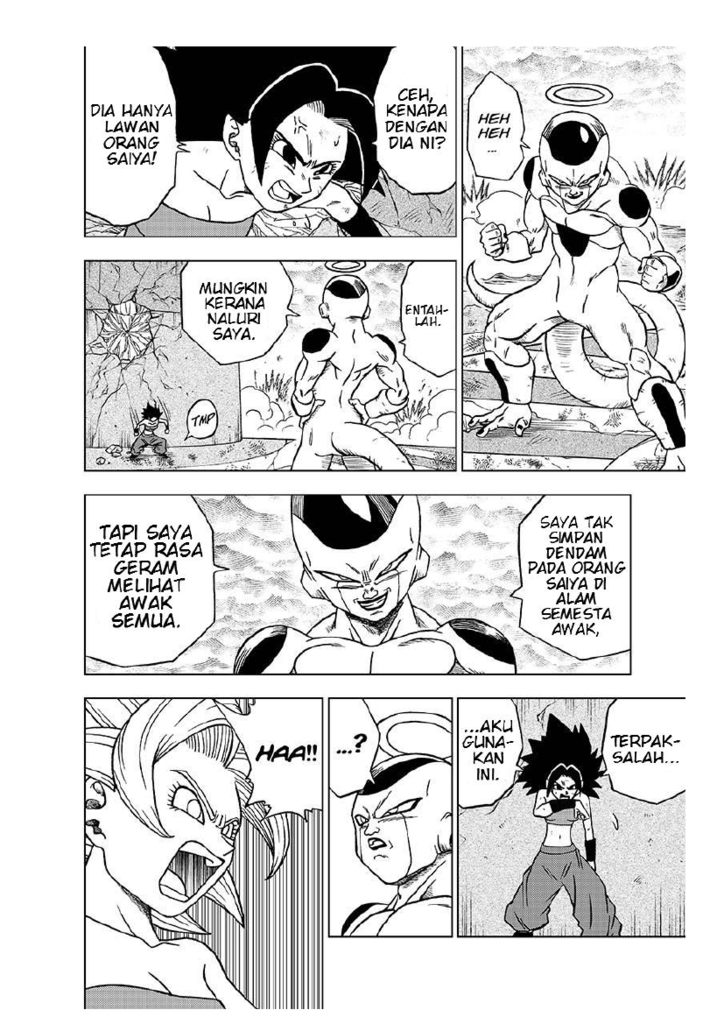 HEH
HEH
...
CEH,
KENAPA
DENGAN
DIA NI?
DIA HANYA
LAWAN
ORANG
SAIYA!
ENTAH-
LAH.
MUNGKIN
KERANA
NALURI
SAYA.
TMP
SAYA TAK
SIMPAN
DENDAM
PADA ORANG
SAIYA DI
ALAM
SEMESTA
AWAK,
TAPI SAYA
TETAP RASA
GERAM
MELIHAT
AWAK
SEMUA.
TERPAK-
SALAH...
...AKU
GUNA-
KAN
INI.
...?
HAA!!